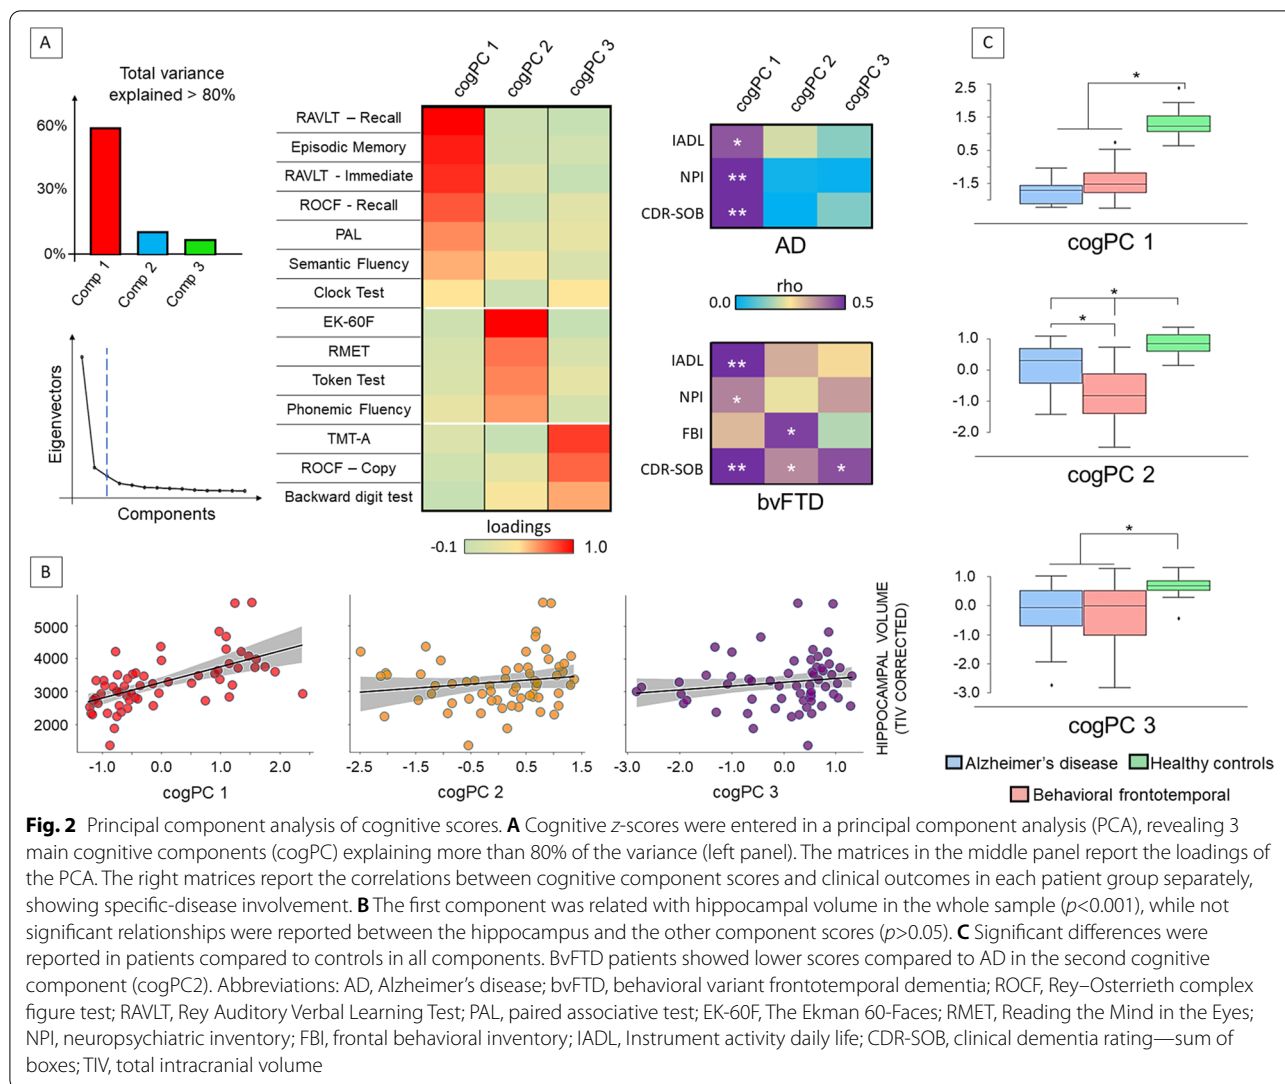 A
Total variance
explained > 80%
60%
30%
0%
Comp 1
Comp 2
Comp 3
Eigenvectors
Components
cogPC 1
cogPC 2
cogPC 3
RAVLT – Recall
Episodic Memory
RAVLT - Immediate
ROCF - Recall
PAL
Semantic Fluency
Clock Test
EK-60F
RMET
Token Test
Phonemic Fluency
TMT-A
ROCF – Copy
Backward digit test
loadings
-0.1 1.0
cogPC 1
cogPC 2
cogPC 3
IADL *
NPI **
CDR-SOB **
AD
rho
0.0 0.5
IADL **
NPI *
FBI *
CDR-SOB ** * *
bvFTD
B
5000
4000
3000
2000
-1.0 0.0 1.0 2.0
cogPC 1
-2.5 -1.5 -0.5 0.5 1.5
cogPC 2
-3.0 -2.0 -1.0 0.0 1.0
cogPC 3
HIPPOCAMPAL VOLUME
(TIV CORRECTED)
C
*
2.5
1.5
0.5
-1.5
cogPC 1
*
*
1.0
0.0
-1.0
-2.0
cogPC 2
*
1.0
0.0
-1.0
-2.0
-3.0
cogPC 3
Alzheimer's disease Healthy controls
Behavioral frontotemporal
Fig. 2 Principal component analysis of cognitive scores. A Cognitive z-scores were entered in a principal component analysis (PCA), revealing 3
main cognitive components (cogPC) explaining more than 80% of the variance (left panel). The matrices in the middle panel report the loadings of
the PCA. The right matrices report the correlations between cognitive component scores and clinical outcomes in each patient group separately,
showing specific-disease involvement. B The first component was related with hippocampal volume in the whole sample (p<0.001), while not
significant relationships were reported between the hippocampus and the other component scores (p>0.05). C Significant differences were
reported in patients compared to controls in all components. BvFTD patients showed lower scores compared to AD in the second cognitive
component (cogPC2). Abbreviations: AD, Alzheimer's disease; bvFTD, behavioral variant frontotemporal dementia; ROCF, Rey–Osterrieth complex
figure test; RAVLT, Rey Auditory Verbal Learning Test; PAL, paired associative test; EK-60F, The Ekman 60-Faces; RMET, Reading the Mind in the Eyes;
NPI, neuropsychiatric inventory; FBI, frontal behavioral inventory; IADL, Instrument activity daily life; CDR-SOB, clinical dementia rating—sum of
boxes; TIV, total intracranial volume